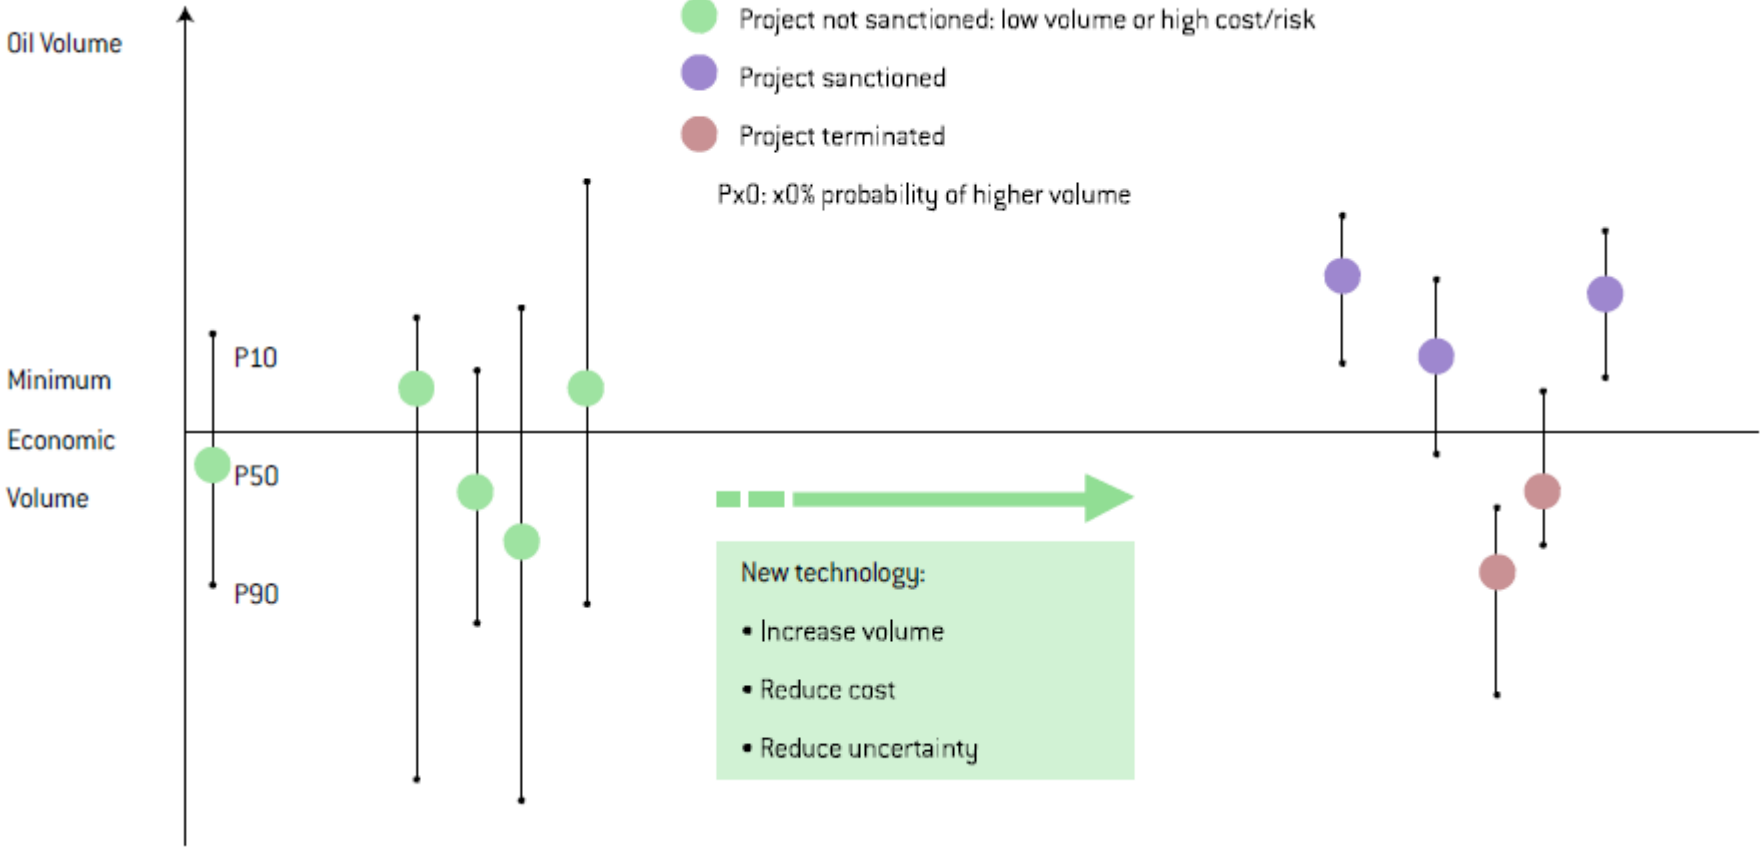 Oil Volume
Project not sanctioned: low volume or high cost/risk
Project sanctioned
Project terminated
Px0: x0% probability of higher volume
P10
Minimum
Economic
Volume
P50
P90
New technology:
• Increase volume
• Reduce cost
• Reduce uncertainty